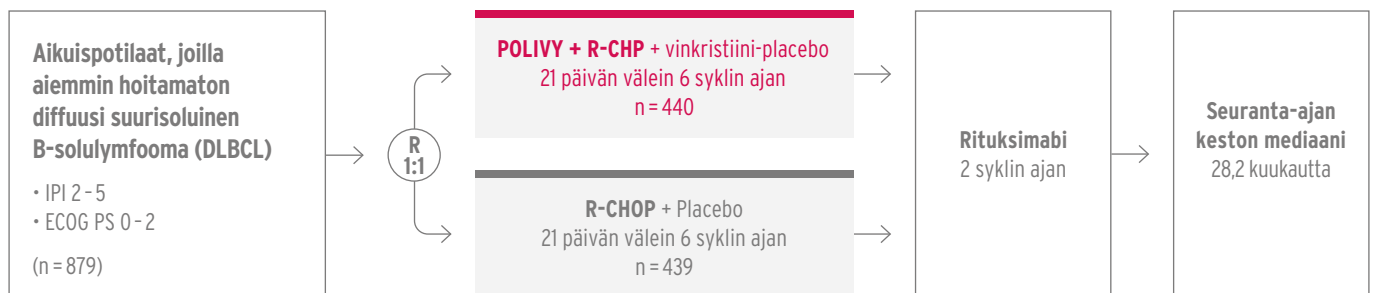 Aikuispotilaat, joilla
aiemmin hoitamaton
diffuusi suurisoluinen
B-solulymfooma (DLBCL)
• IPI 2–5
• ECOG PS 0–2
(n = 879)
R
1:1
POLIVY + R-CHP + vinkristiini-placebo
21 päivän välein 6 syklin ajan
n = 440
R-CHOP + Placebo
21 päivän välein 6 syklin ajan
n = 439
Rituksimabi
2 syklin ajan
Seuranta-ajan
keston mediaani
28,2 kuukautta